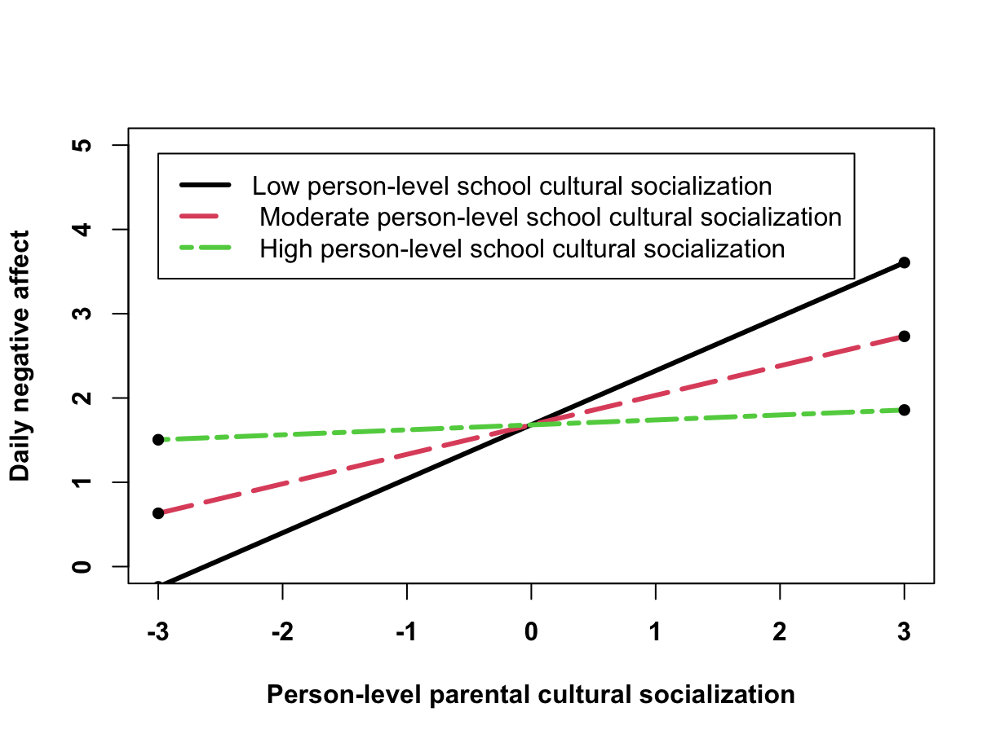 5
4
3
2
1
0
Daily negative affect
Low person-level school cultural socialization
Moderate person-level school cultural socialization
High person-level school cultural socialization
-3 -2 -1 0 1 2 3
Person-level parental cultural socialization